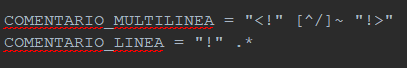 COMENTARIO_MULTILINEA = "<!" [^/]~ "!>"
COMENTARIO_LINEA = "!" .*